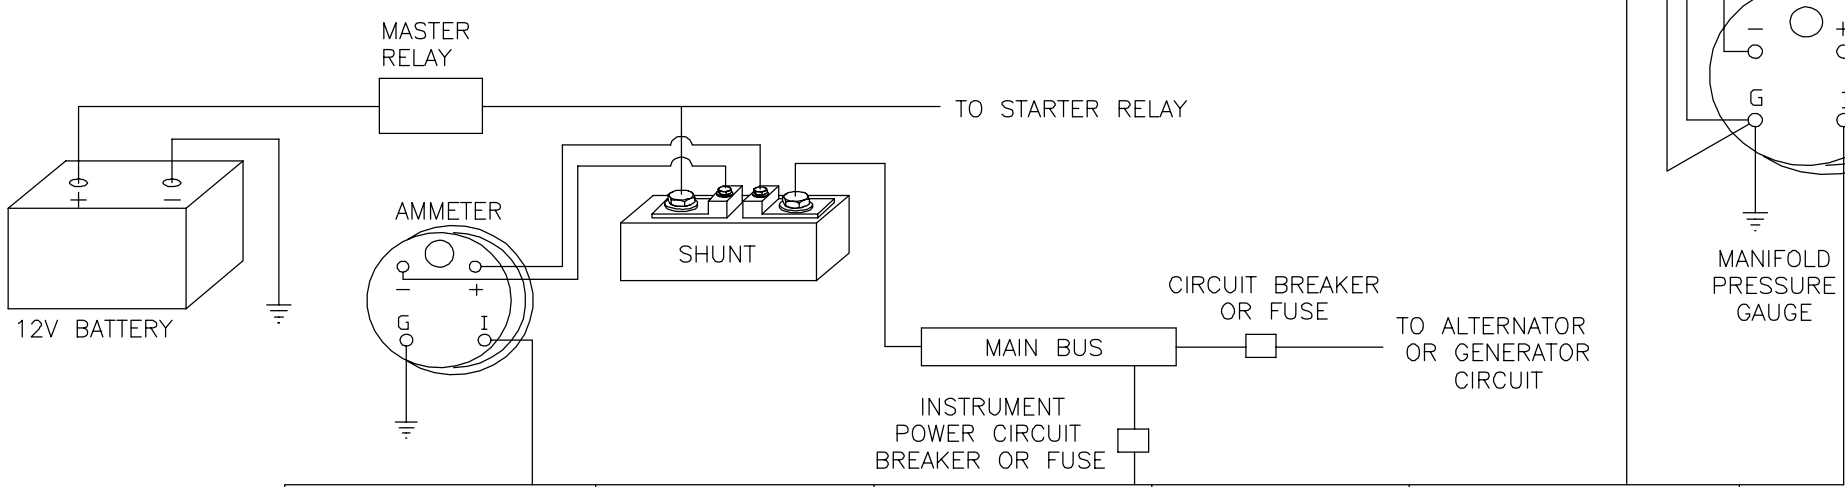 MASTER
RELAY
TO STARTER RELAY
+
−
12V BATTERY
AMMETER
−
+
G
I
SHUNT
MAIN BUS
CIRCUIT BREAKER
OR FUSE
TO ALTERNATOR
OR GENERATOR
CIRCUIT
INSTRUMENT
POWER CIRCUIT
BREAKER OR FUSE
−
+
G
MANIFOLD
PRESSURE
GAUGE